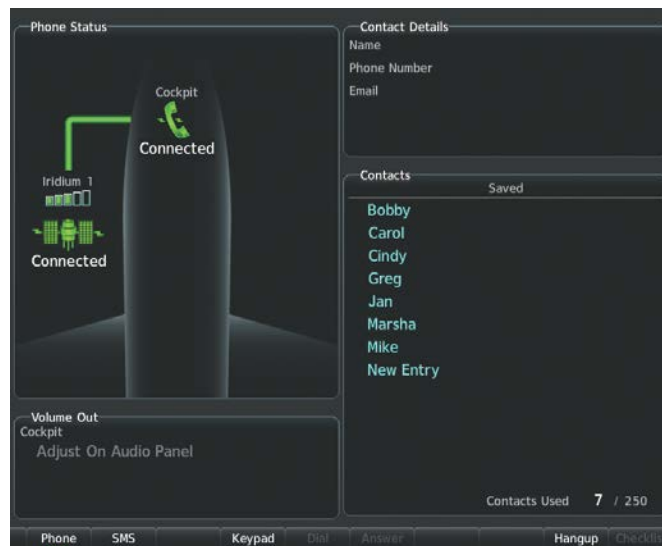 Phone Status
Cockpit
Connected
Iridium 1
Connected
Volume Out
Cockpit
Adjust On Audio Panel
Contact Details
Name
Phone Number
Email
Contacts
Saved
Bobby
Carol
Cindy
Greg
Jan
Marsha
Mike
New Entry
Contacts Used 7 / 250
Phone SMS Keypad Dial Answer Hangup